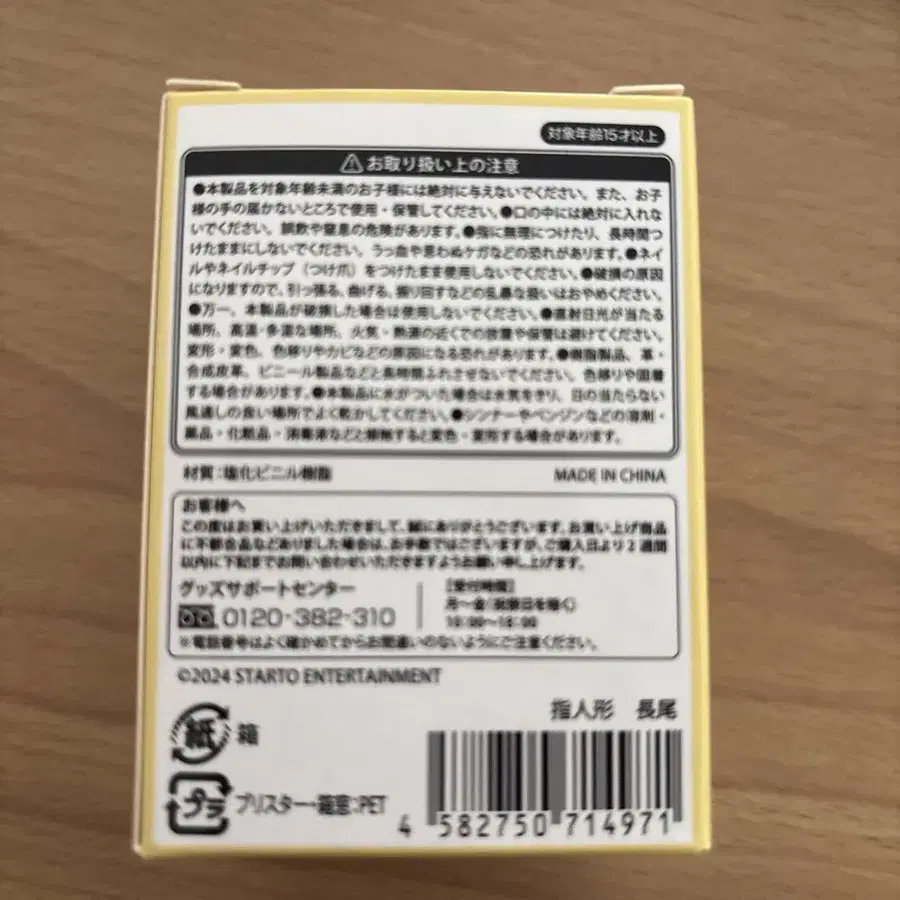 対象年齢15才以上
⚠お取り扱い上の注意
●本製品を対象年齢未満のお子様には絶対に与えないでください。また、お子
様の手の届かないところで使用・保管してください。●口の中には絶対に入れな
いでください。誤飲や窒息の危険があります。●指に無理につけたり、長時間つ
けたままにしないでください。うっ血や思わぬケガなどの恐れがあります。●ネイ
ルやネイルチップ（つけ爪）をつけたまま使用しないでください。●破損の原因
になりますので、引っ張る、曲げる、振り回すなどの乱暴な扱いはおやめください。
●万一、本製品が破損した場合は使用しないでください。●直射日光が当たる
場所、高温・多湿な場所、火気・熱源の近くでの放置や保管は避けてください。
変形・変色、色移りやカビなどの原因になる恐れがあります。●樹脂製品、革・
合成皮革、ビニール製品などと長時間ふれさせないでください。色移りや固着
する場合があります。●本製品に水がついた場合は水気をきり、日の当たらない
風通しの良い場所でよく乾かしてください。●シンナーやベンジンなどの溶剤・
薬品・化粧品・消毒液などと接触すると変色・変形する場合があります。
材質：塩化ビニル樹脂
MADE IN CHINA
お客様へ
この度はお買い上げいただきまして、誠にありがとうございます。お買い上げ商品
に不都合品などありました場合は、お手数ではございますが、ご購入日より2週間
以内に下記までお問い合わせいただきますようお願い申し上げます。
グッズサポートセンター
0120-382-310
【受付時間】
月〜金（祝祭日を除く）
10:00〜18:00
※電話番号はよく確かめてからお間違いのないようにご注意ください。
©2024 STARTO ENTERTAINMENT
指人形 長尾
紙 箱
プラ ブリスター・箱窓:PET
4 582750 714971